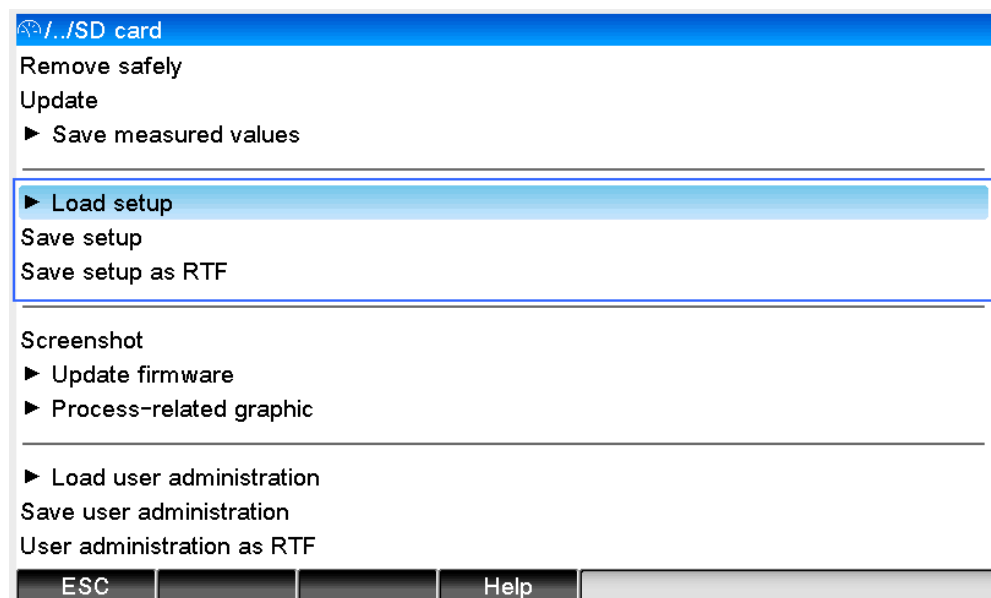 /../SD card
Remove safely
Update
► Save measured values
► Load setup
Save setup
Save setup as RTF
Screenshot
► Update firmware
► Process-related graphic
► Load user administration
Save user administration
User administration as RTF
ESC Help